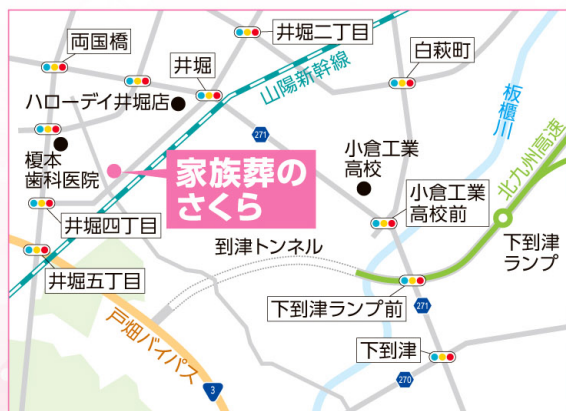 両国橋
井堀二丁目
井堀
白萩町
山陽新幹線
ハローデイ井堀店
板櫃川
271
榎本
歯科医院
家族葬の
さくら
小倉工業
高校
北九州高速
小倉工業
高校前
井堀四丁目
到津トンネル
下到津
ランプ
井堀五丁目
下到津ランプ前
271
戸畑バイパス
下到津
3
270